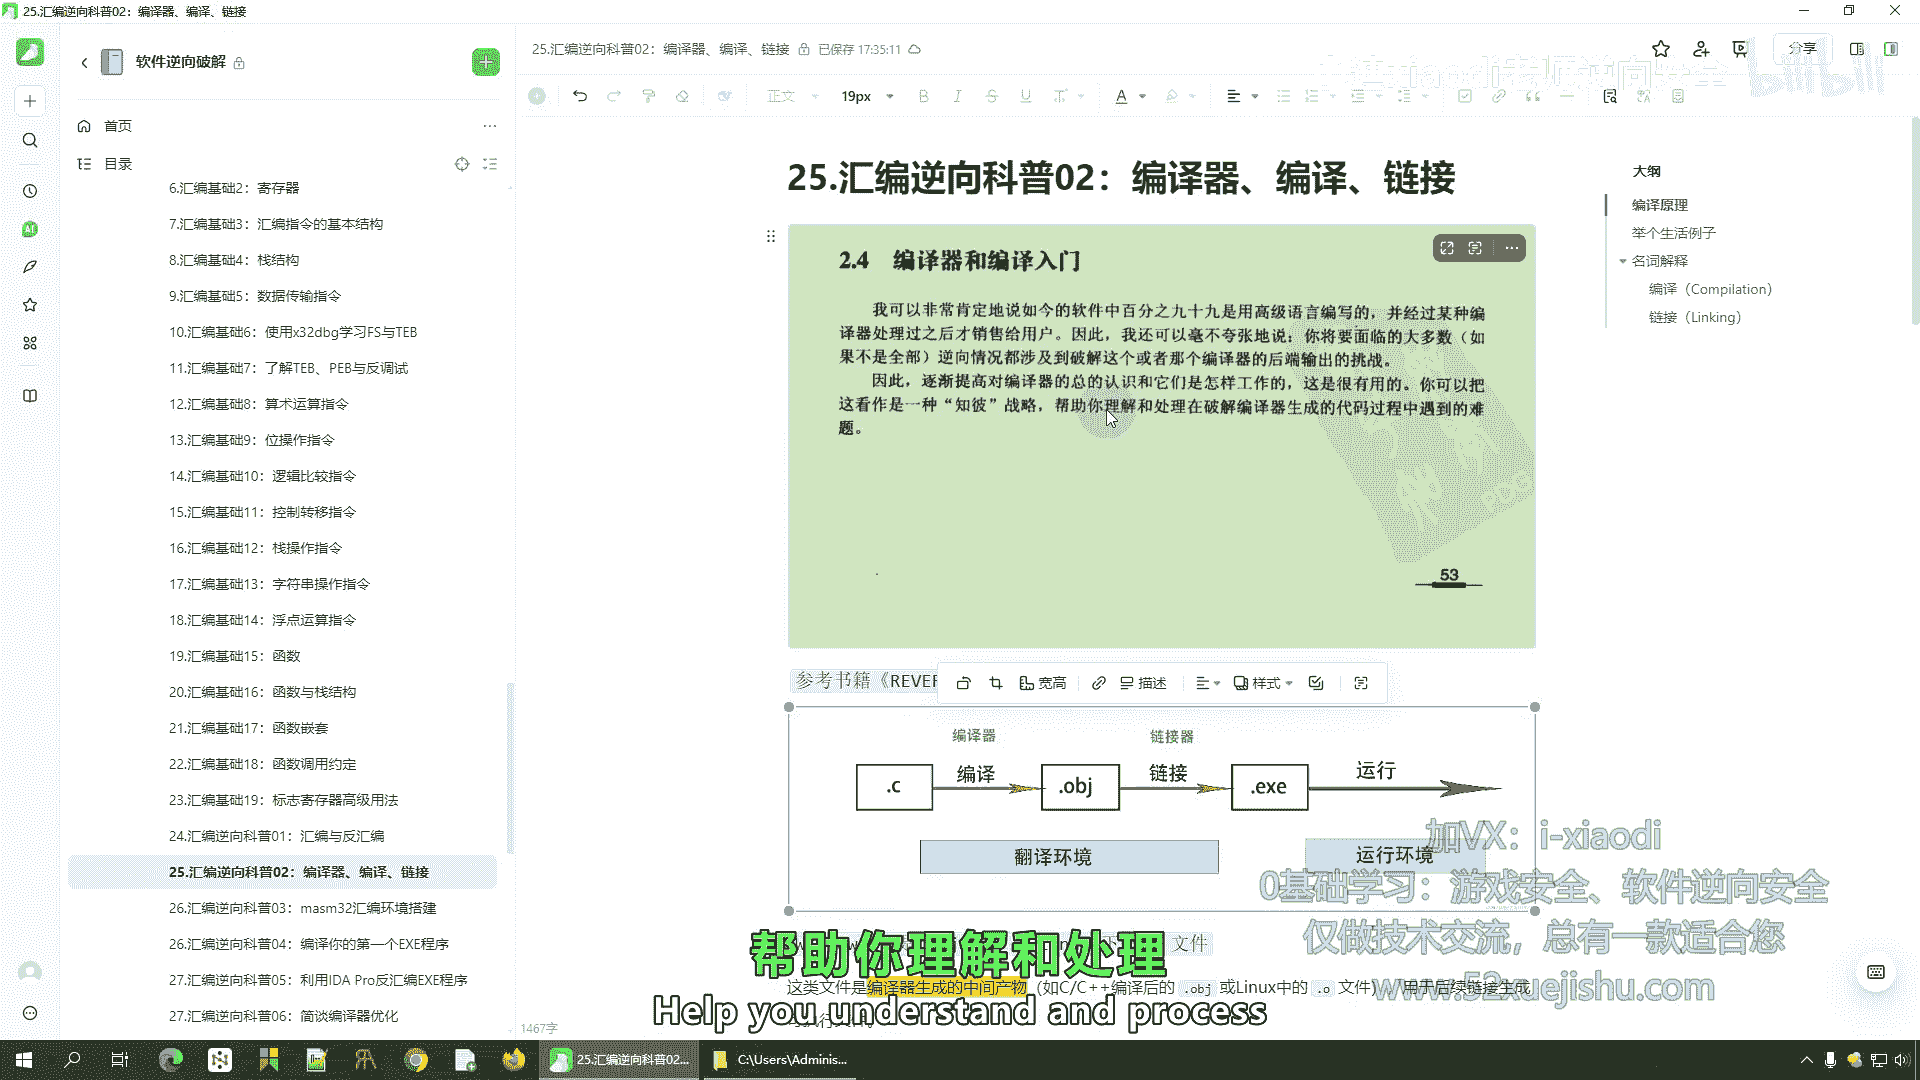 25.汇编逆向科普02：编译器、编译、链接
软件逆向破解
首页
目录
6.汇编基础2：寄存器
7.汇编基础3：汇编指令的基本结构
8.汇编基础4：栈结构
9.汇编基础5：数据传输指令
10.汇编基础6：使用x32dbg学习FS与TEB
11.汇编基础7：了解TEB、PEB与反调试
12.汇编基础8：算术运算指令
13.汇编基础9：位操作指令
14.汇编基础10：逻辑比较指令
15.汇编基础11：控制转移指令
16.汇编基础12：栈操作指令
17.汇编基础13：字符串操作指令
18.汇编基础14：浮点运算指令
19.汇编基础15：函数
20.汇编基础16：函数与栈结构
21.汇编基础17：函数嵌套
22.汇编基础18：函数调用约定
23.汇编基础19：标志寄存器高级用法
24.汇编逆向科普01：汇编与反汇编
25.汇编逆向科普02：编译器、编译、链接
26.汇编逆向科普03：masm32汇编环境搭建
26.汇编逆向科普04：编译你的第一个EXE程序
27.汇编逆向科普05：利用IDA Pro反汇编EXE程序
27.汇编逆向科普06：简谈编译器优化
25.汇编逆向科普02：编译器、编译、链接 已保存 17:35:11
分享
正文 19px
25.汇编逆向科普02：编译器、编译、链接
2.4 编译器和编译入门
我可以非常肯定地说如今的软件中百分之九十九是用高级语言编写的，并经过某种编
译器处理过之后才销售给用户。因此，我还可以毫不夸张地说：你将要面临的大多数（如
果不是全部）逆向情况都涉及到破解这个或者那个编译器的后端输出的挑战。
因此，逐渐提高对编译器的总的认识和它们是怎样工作的，这是很有用的。你可以把
这看作是一种“知彼”战略，帮助你理解和处理在破解编译器生成的代码过程中遇到的难
题。
53
参考书籍《REVER
宽高 描述 样式
编译器 链接器
.c 编译 .obj 链接 .exe 运行
翻译环境 运行环境
文件
这类文件是编译器生成的中间产物（如C/C++编译后的 .obj 或Linux中的 .o 文件），用于后续链接生成
1467字
大纲
编译原理
举个生活例子
名词解释
编译（Compilation）
链接（Linking）
bilibili
加VX：i-xiaodi
0基础学习：游戏安全、软件逆向安全
仅做技术交流，总有一款适合您
www.52xuejishu.com
帮助你理解和处理
Help you understand and process
25.汇编逆向科普02...
C:\Users\Adminis...